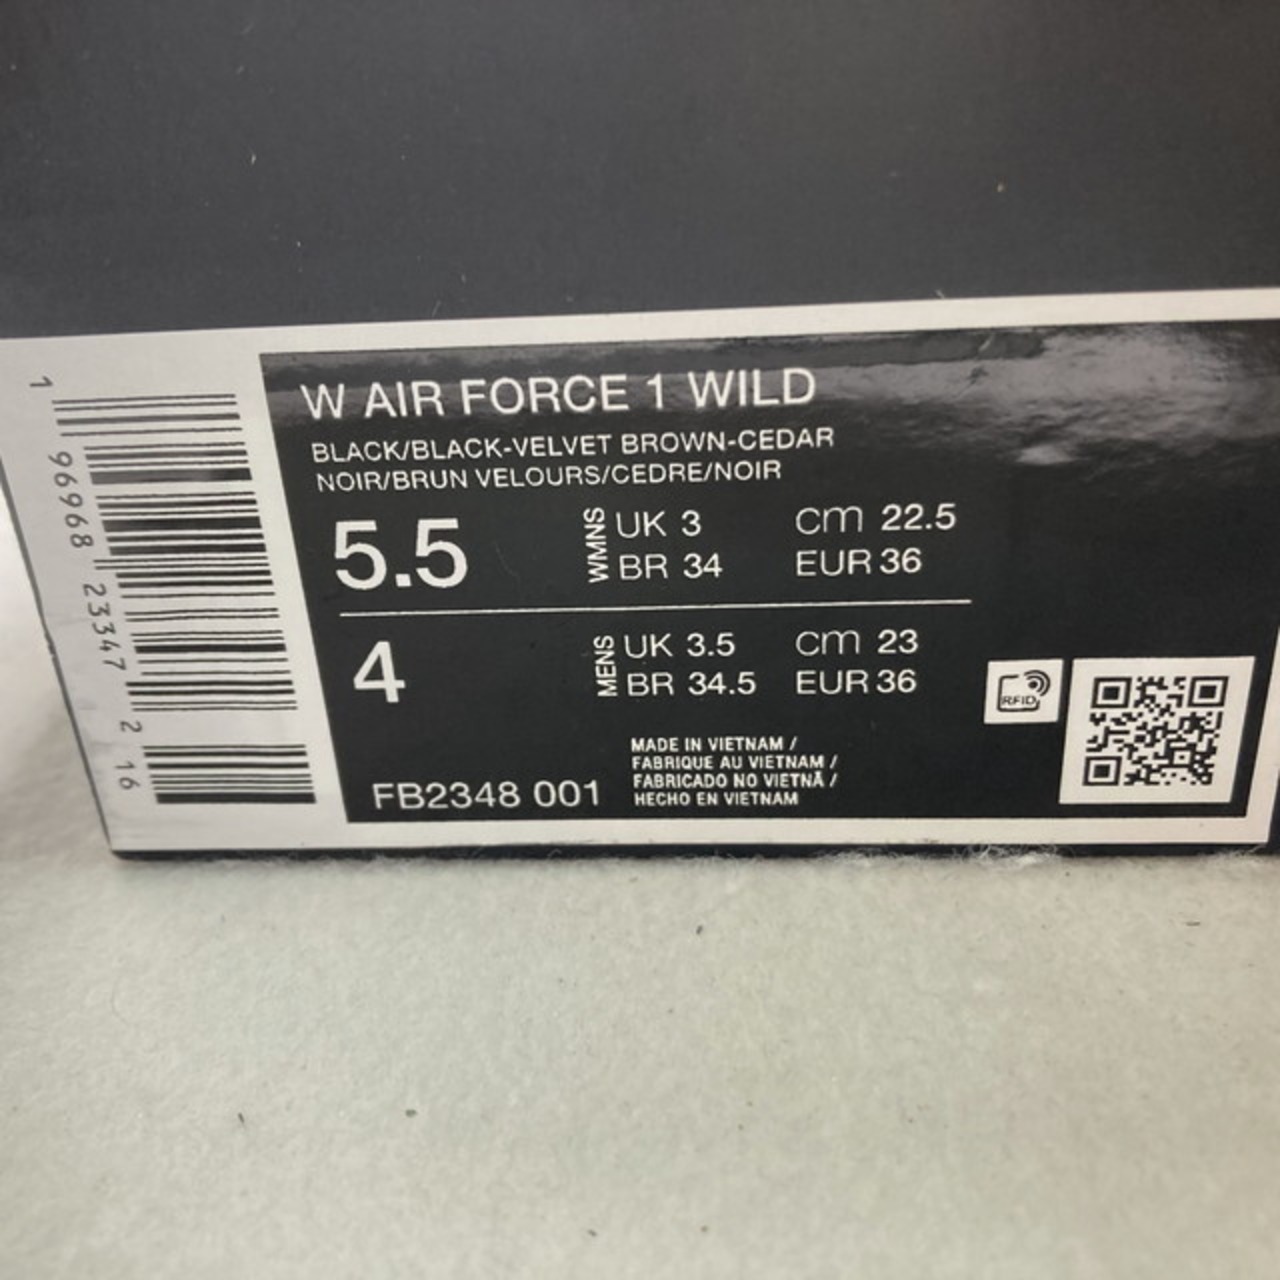 1 96968 23347 2 16
W AIR FORCE 1 WILD
BLACK/BLACK-VELVET BROWN-CEDAR
NOIR/BRUN VELOURS/CEDRE/NOIR
5.5
WMNS
UK 3 cm 22.5
BR 34 EUR 36
4
MENS
UK 3.5 cm 23
BR 34.5 EUR 36
RFID
FB2348 001
MADE IN VIETNAM /
FABRIQUE AU VIETNAM /
FABRICADO NO VIETNÃ /
HECHO EN VIETNAM